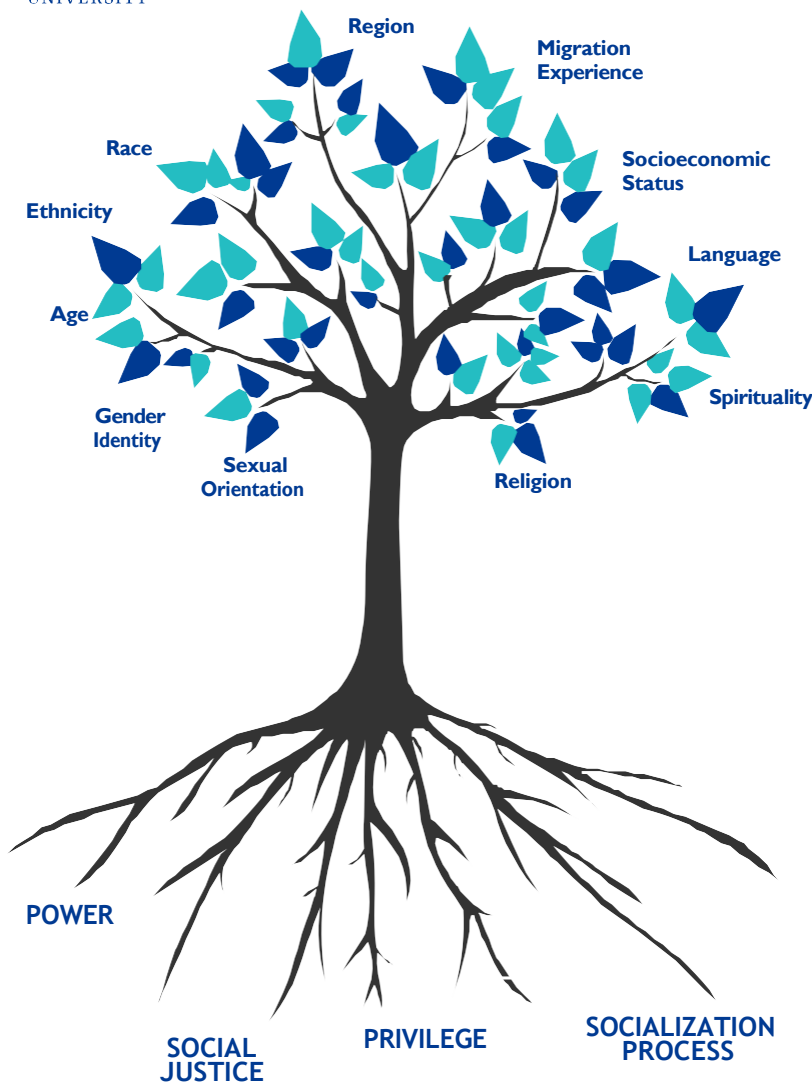 UNIVERSITY
Region
Migration
Experience
Race
Socioeconomic
Status
Ethnicity
Language
Age
Spirituality
Gender
Identity
Sexual
Orientation
Religion
POWER
SOCIAL
JUSTICE
PRIVILEGE
SOCIALIZATION
PROCESS